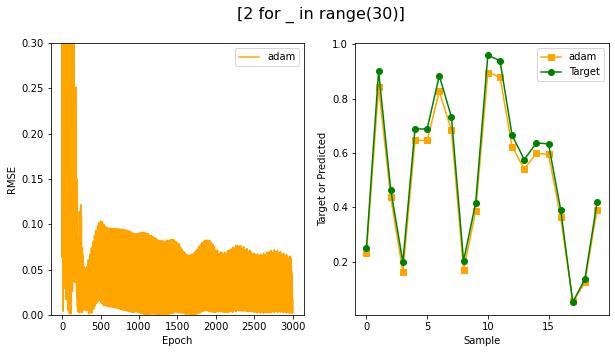 [2 for _ in range(30)]
0.30
0.25
0.20
0.15
0.10
0.05
0.00
RMSE
0 500 1000 1500 2000 2500 3000
Epoch
adam
1.0
0.8
0.6
0.4
0.2
Target or Predicted
0 5 10 15
Sample
adam
Target